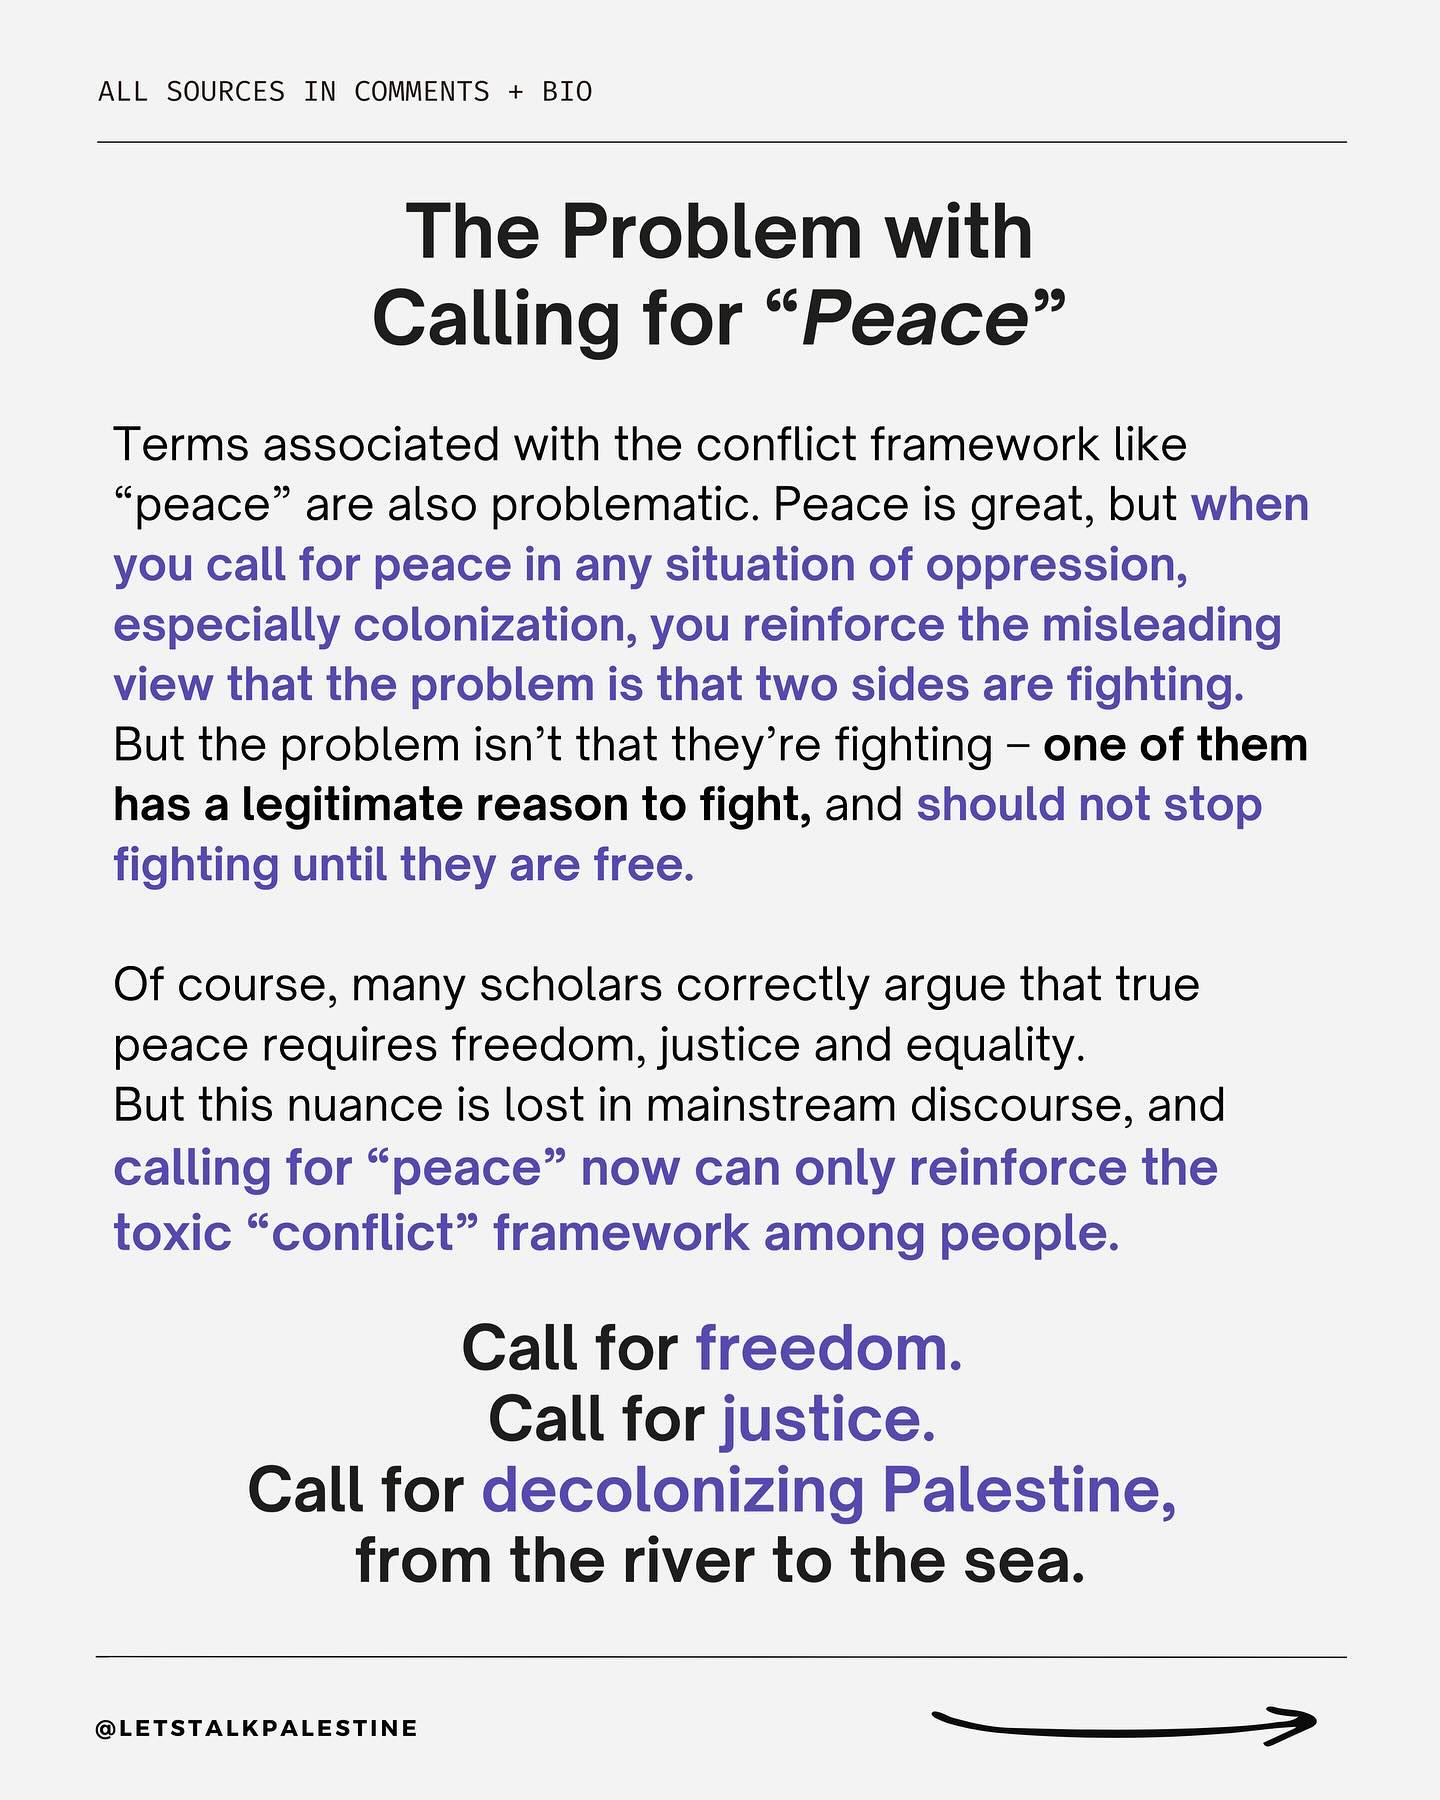 ALL SOURCES IN COMMENTS + BIO
The Problem with
Calling for “Peace”
Terms associated with the conflict framework like
“peace” are also problematic. Peace is great, but when
you call for peace in any situation of oppression,
especially colonization, you reinforce the misleading
view that the problem is that two sides are fighting.
But the problem isn’t that they’re fighting – one of them
has a legitimate reason to fight, and should not stop
fighting until they are free.
Of course, many scholars correctly argue that true
peace requires freedom, justice and equality.
But this nuance is lost in mainstream discourse, and
calling for “peace” now can only reinforce the
toxic “conflict” framework among people.
Call for freedom.
Call for justice.
Call for decolonizing Palestine,
from the river to the sea.
@LETSTALKPALESTINE